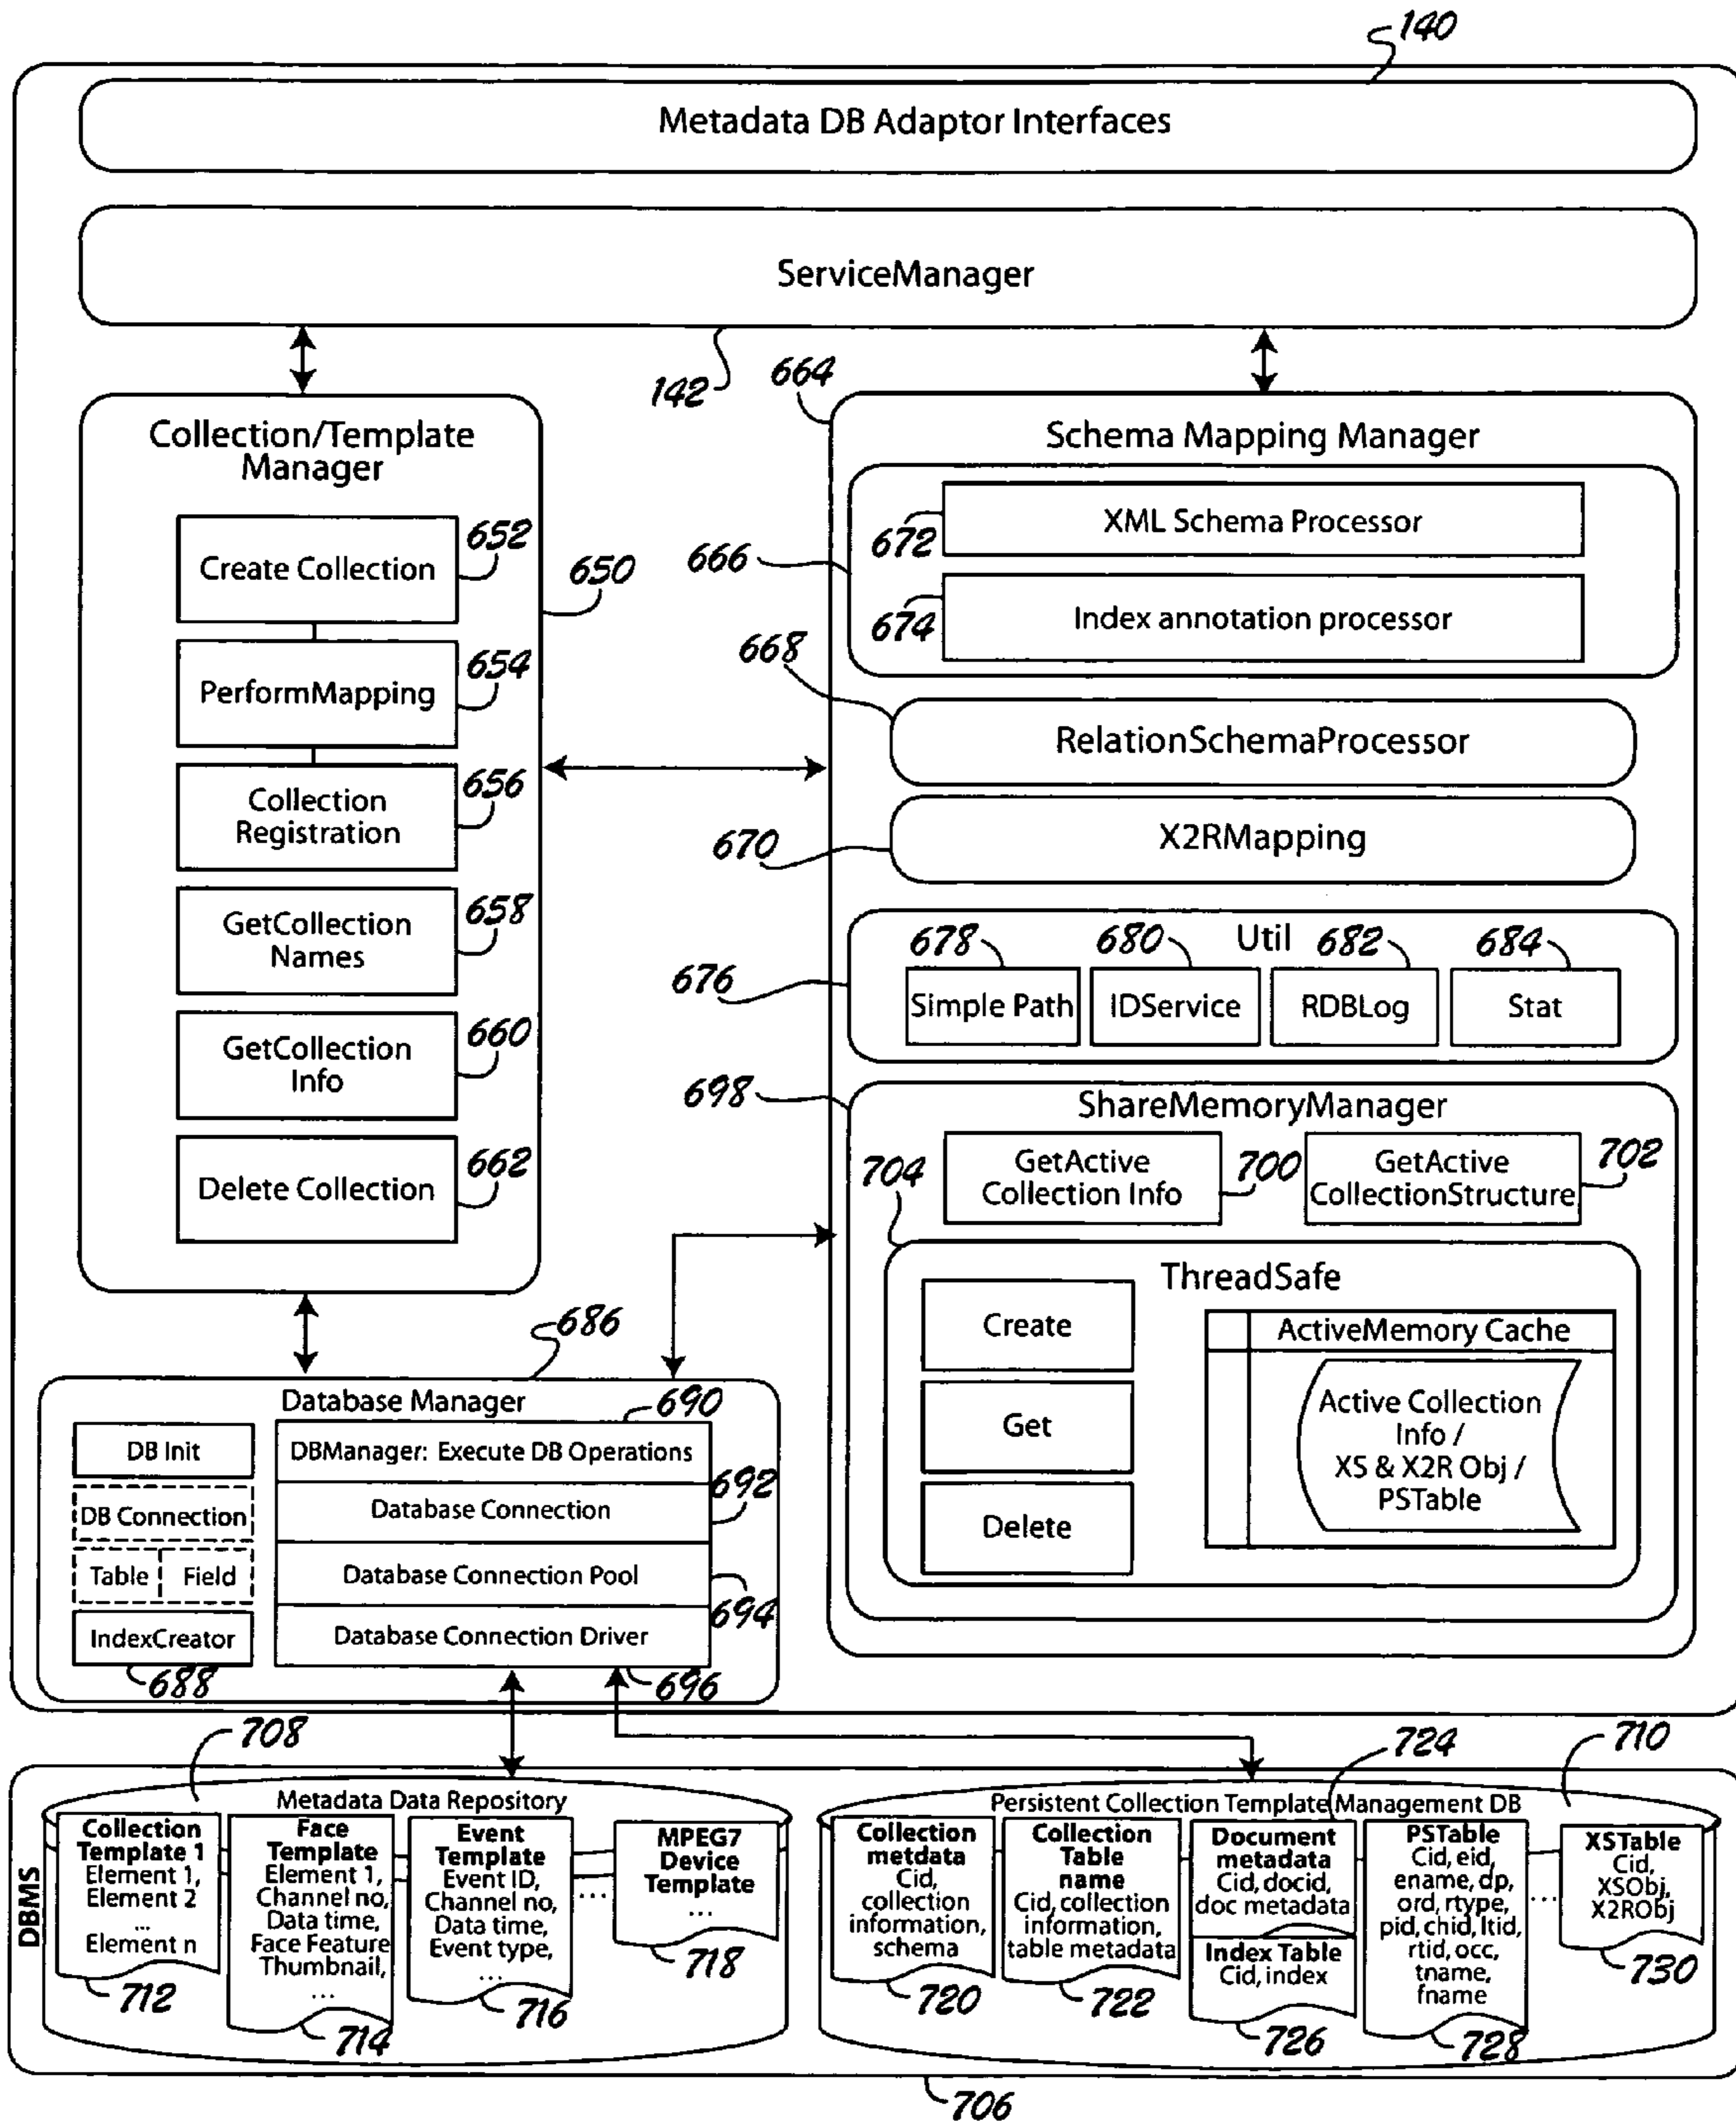 140
Metadata DB Adaptor Interfaces
ServiceManager
142
664
Collection/Template
Manager
Create Collection
652
650
PerformMapping
654
Collection
Registration
656
GetCollection
Names
658
GetCollection
Info
660
Delete Collection
662
Schema Mapping Manager
666
XML Schema Processor
672
Index annotation processor
674
668
RelationSchemaProcessor
X2RMapping
670
678
680
Util
682
684
676
Simple Path
IDService
RDBLog
Stat
698
ShareMemoryManager
704
GetActive
Collection Info
700
GetActive
CollectionStructure
702
ThreadSafe
Create
Get
Delete
ActiveMemory Cache
Active Collection
Info /
XS & X2R Obj /
PSTable
686
Database Manager
690
DB Init
DB Connection
Table
Field
IndexCreator
688
DBManager: Execute DB Operations
692
Database Connection
Database Connection Pool
694
Database Connection Driver
696
708
724
710
DBMS
Metadata Data Repository
Collection
Template 1
Element 1,
Element 2
...
Element n
712
Face
Template
Element 1,
Channel no,
Data time,
Face Feature
Thumbnail,
...
714
Event
Template
Event ID,
Channel no,
Data time,
Event type,
...
716
...
MPEG7
Device
Template
...
718
Persistent Collection Template Management DB
Collection
metdata
Cid,
collection
information,
schema
720
Collection
Table
name
Cid, collection
information,
table metadata
722
Document
metadata
Cid, docid,
doc metadata
Index Table
Cid, index
726
PSTable
Cid, eid,
ename, dp,
ord, rtype,
pid, chid, ltid,
rtid, occ,
tname,
fname
728
...
XSTable
Cid,
XSObj,
X2RObj
730
706